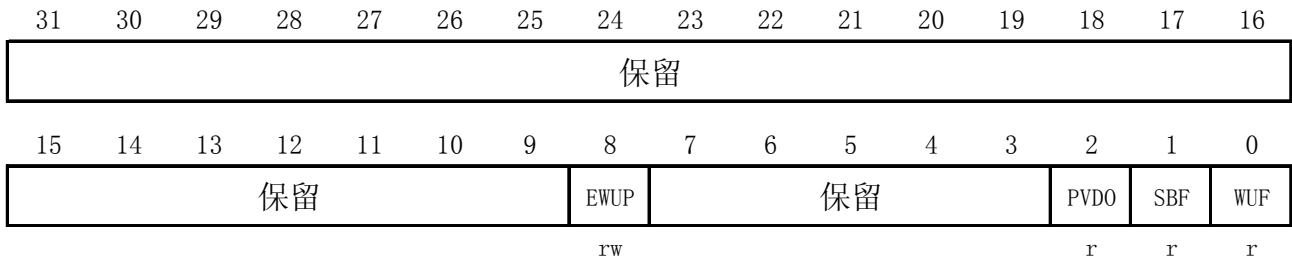 31 30 29 28 27 26 25 24 23 22 21 20 19 18 17 16
保留
15 14 13 12 11 10 9 8 7 6 5 4 3 2 1 0
保留 EWUP 保留 PVDO SBF WUF
rw r r r